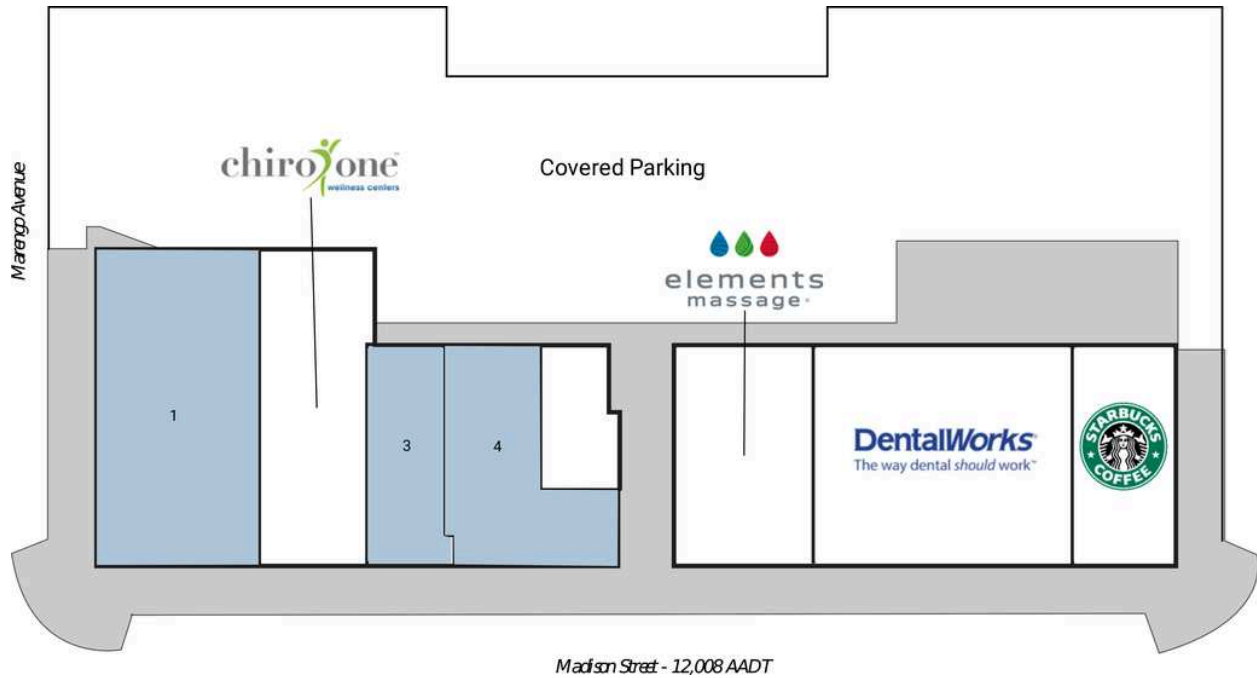 chiro one
wellness centers
Covered Parking
Marengo Avenue
elements
massage
1
3
4
DentalWorks
The way dental should work™
STARBUCKS
COFFEE
Madison Street - 12,008 AADT